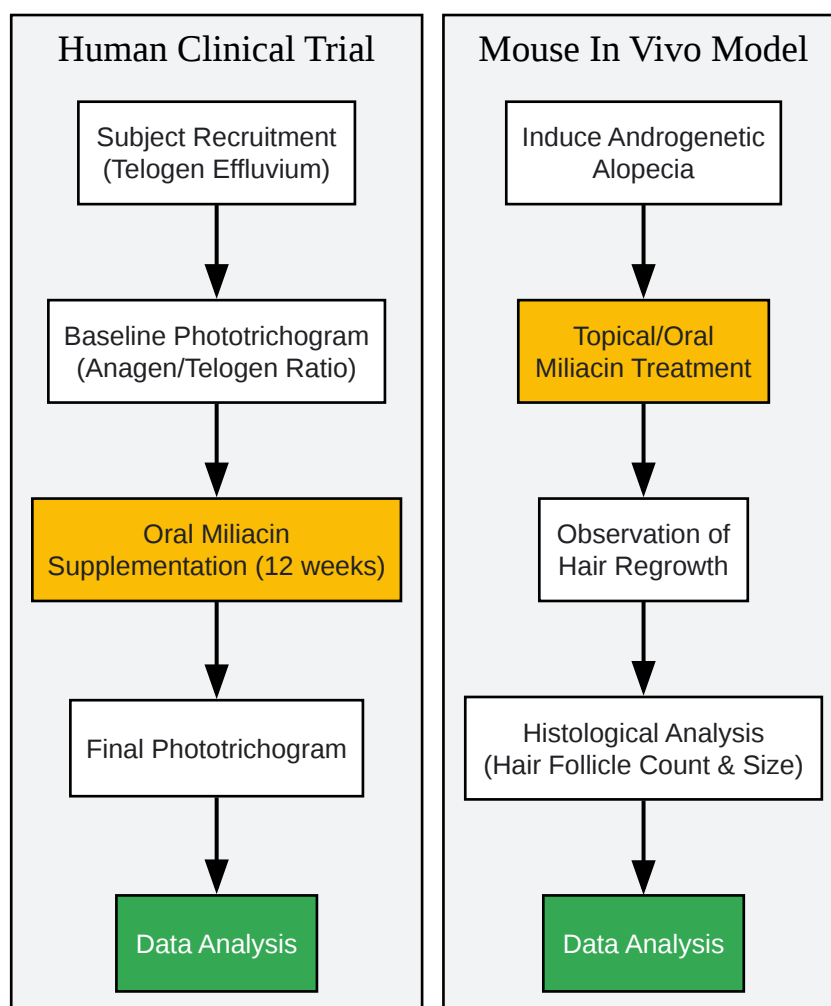 Human Clinical Trial
Subject Recruitment
(Telogen Effluvium)
Baseline Phototrichogram
(Anagen/Telogen Ratio)
Oral Miliacin
Supplementation (12 weeks)
Final Phototrichogram
Data Analysis
Mouse In Vivo Model
Induce Androgenetic
Alopecia
Topical/Oral
Miliacin Treatment
Observation of
Hair Regrowth
Histological Analysis
(Hair Follicle Count & Size)
Data Analysis